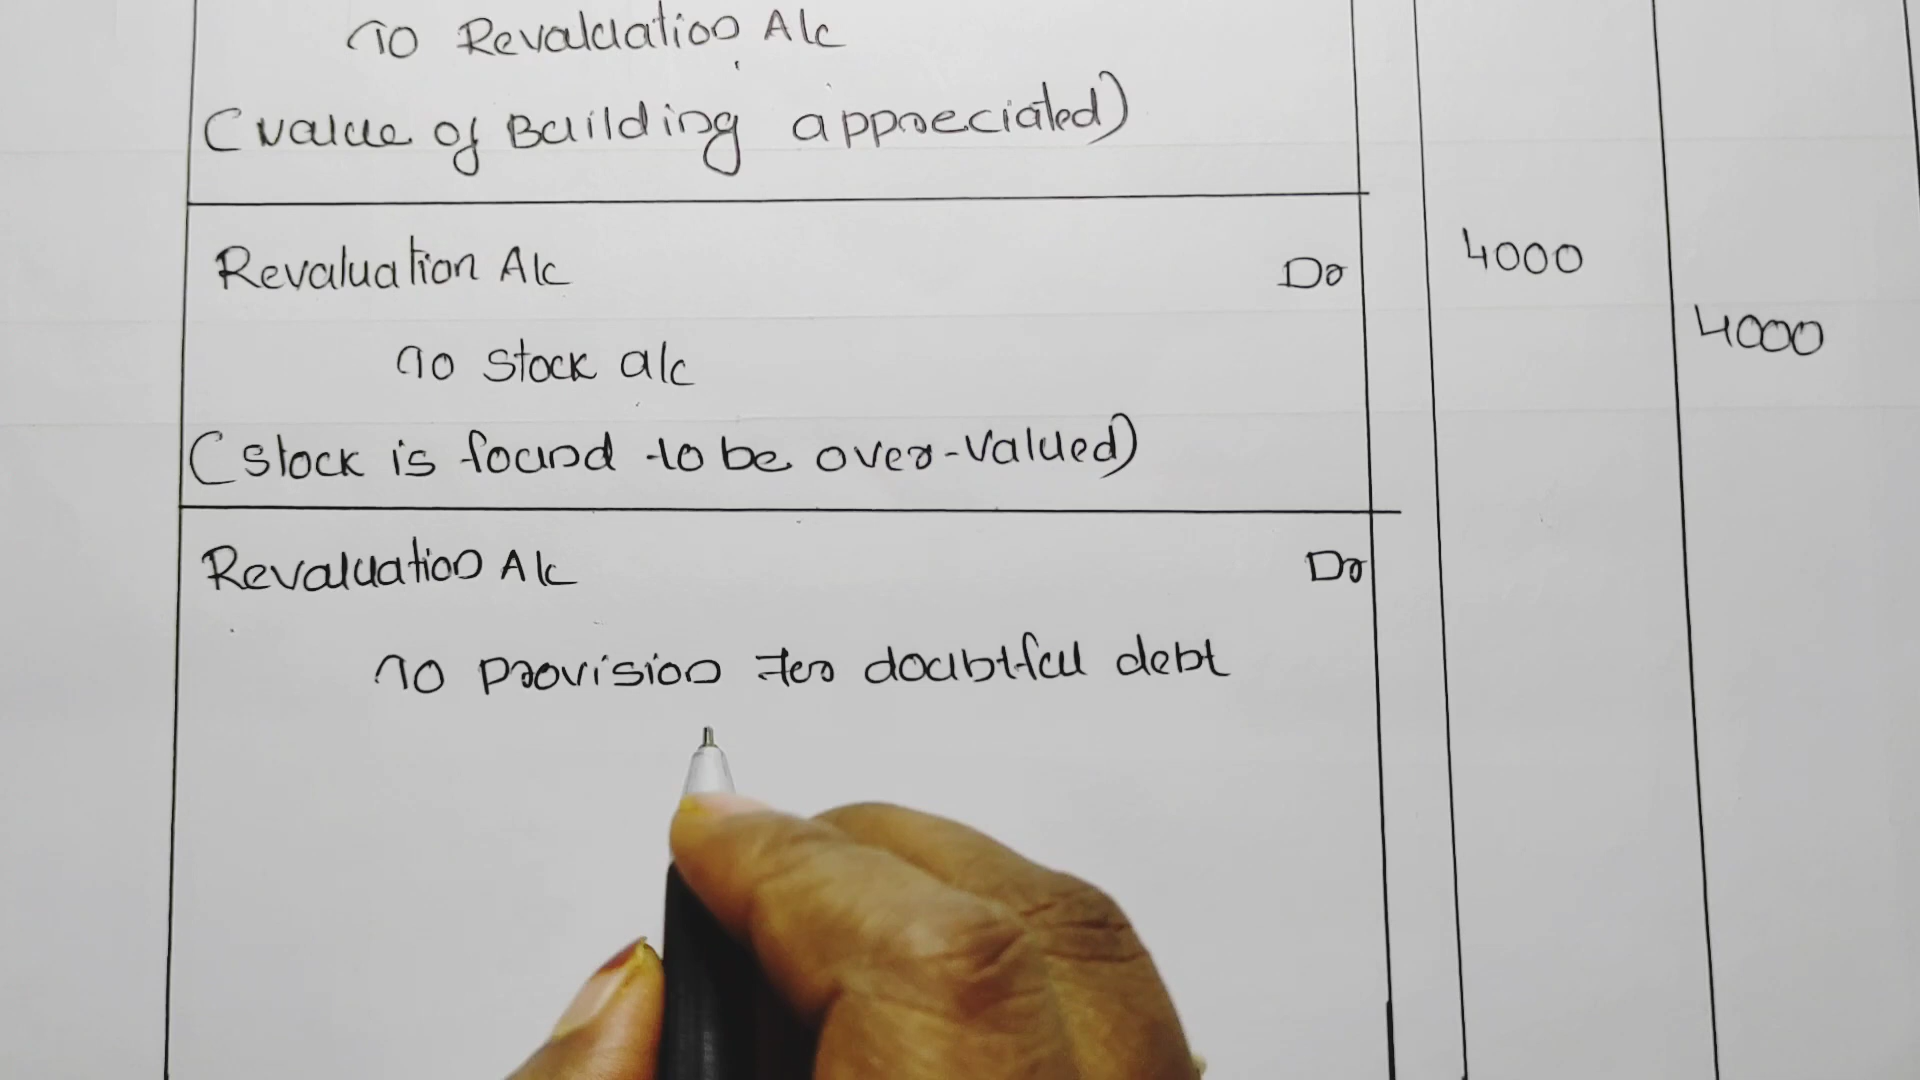 To Revaluation A/c
(value of Building appreciated)
Revaluation A/c Dr 4000
To Stock a/c 4000
(Stock is found to be over-valued)
Revaluation A/c Dr
To provision for doubtful debt